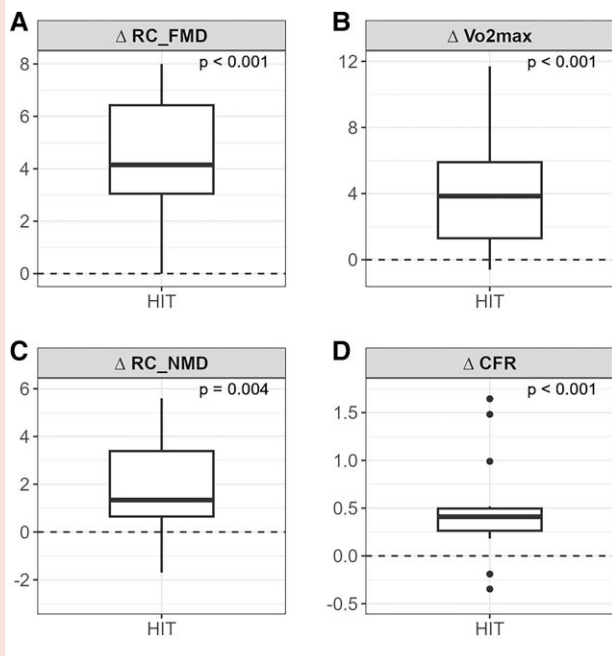 A
Δ RC_FMD
p < 0.001
8
6
4
2
0
HIT
B
Δ Vo2max
p < 0.001
12
8
4
0
HIT
C
Δ RC_NMD
p = 0.004
6
4
2
0
-2
HIT
D
Δ CFR
p < 0.001
1.5
1.0
0.5
0.0
-0.5
HIT